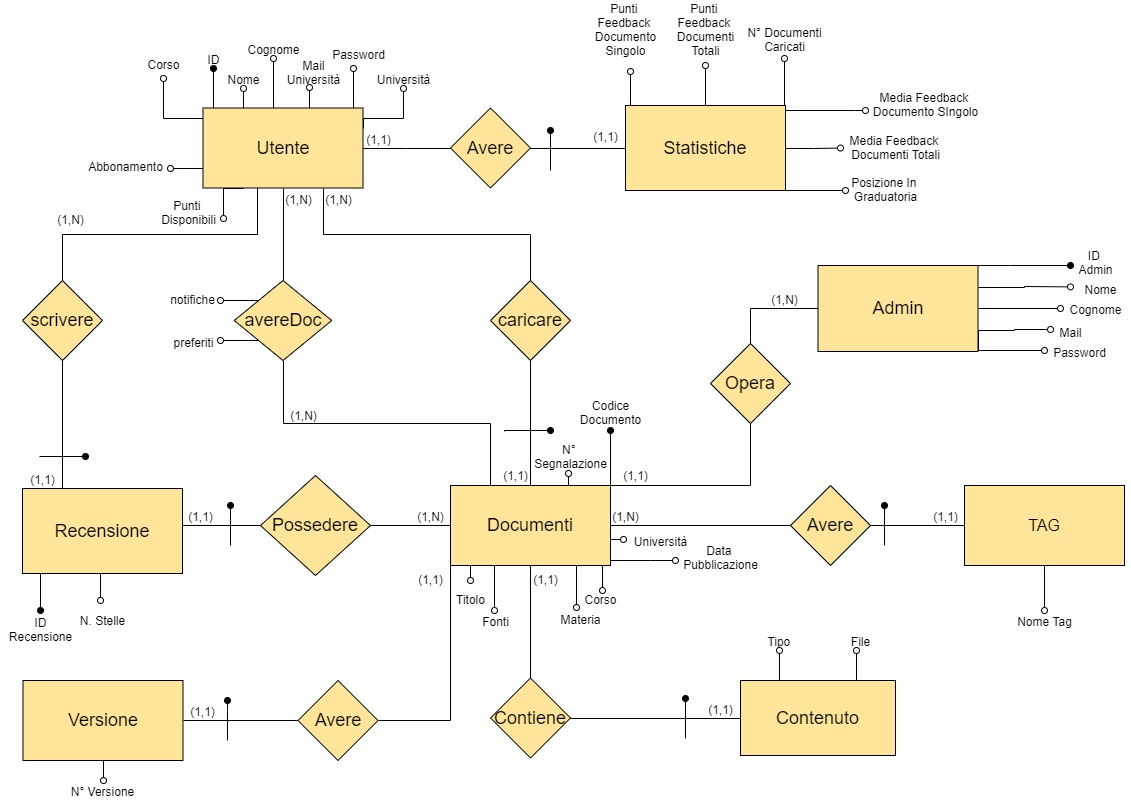 Punti
Feedback
Documento
Singolo
Punti
Feedback
Documenti
Totali
N° Documenti
Caricati
Corso
ID
Nome
Cognome
Mail
Università
Password
Università
Utente
(1,1)
Avere
(1,1)
Statistiche
Media Feedback
Documento SIngolo
Media Feedback
Documenti Totali
Posizione In
Graduatoria
Abbonamento
Punti
Disponibili
(1,N)
(1,N)
(1,N)
scrivere
notifiche
preferiti
avereDoc
caricare
(1,N)
Admin
ID
Admin
Nome
Cognome
Mail
Password
Opera
(1,N)
Codice
Documento
N°
Segnalazione
(1,1)
(1,1)
(1,1)
Recensione
(1,1)
Possedere
(1,N)
Documenti
(1,N)
Avere
(1,1)
TAG
Università
Data
Pubblicazione
(1,1)
(1,1)
Titolo
Fonti
Materia
Corso
ID
Recensione
N. Stelle
Nome Tag
Tipo
File
Versione
(1,1)
Avere
Contiene
(1,1)
Contenuto
N° Versione